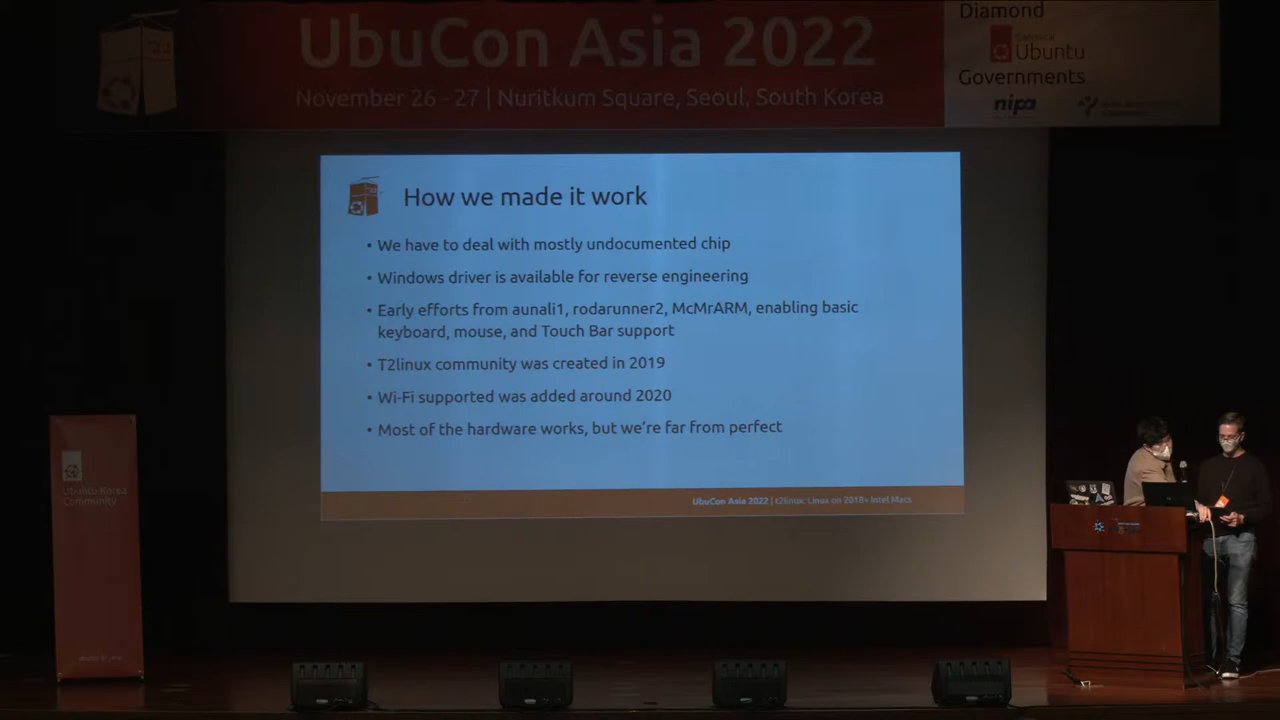 UbuCon Asia 2022
November 26 - 27 | Nuritkum Square, Seoul, South Korea
Diamond
Ubuntu
Governments
nipa
How we made it work
• We have to deal with mostly undocumented chip
• Windows driver is available for reverse engineering
• Early efforts from aunali1, rodarunner2, McMrARM, enabling basic
keyboard, mouse, and Touch Bar support
• T2linux community was created in 2019
• Wi-Fi supported was added around 2020
• Most of the hardware works, but we're far from perfect
UbuCon Asia 2022 | t2linux: Linux on 2018+ Intel Macs
Ubuntu Korea
Community